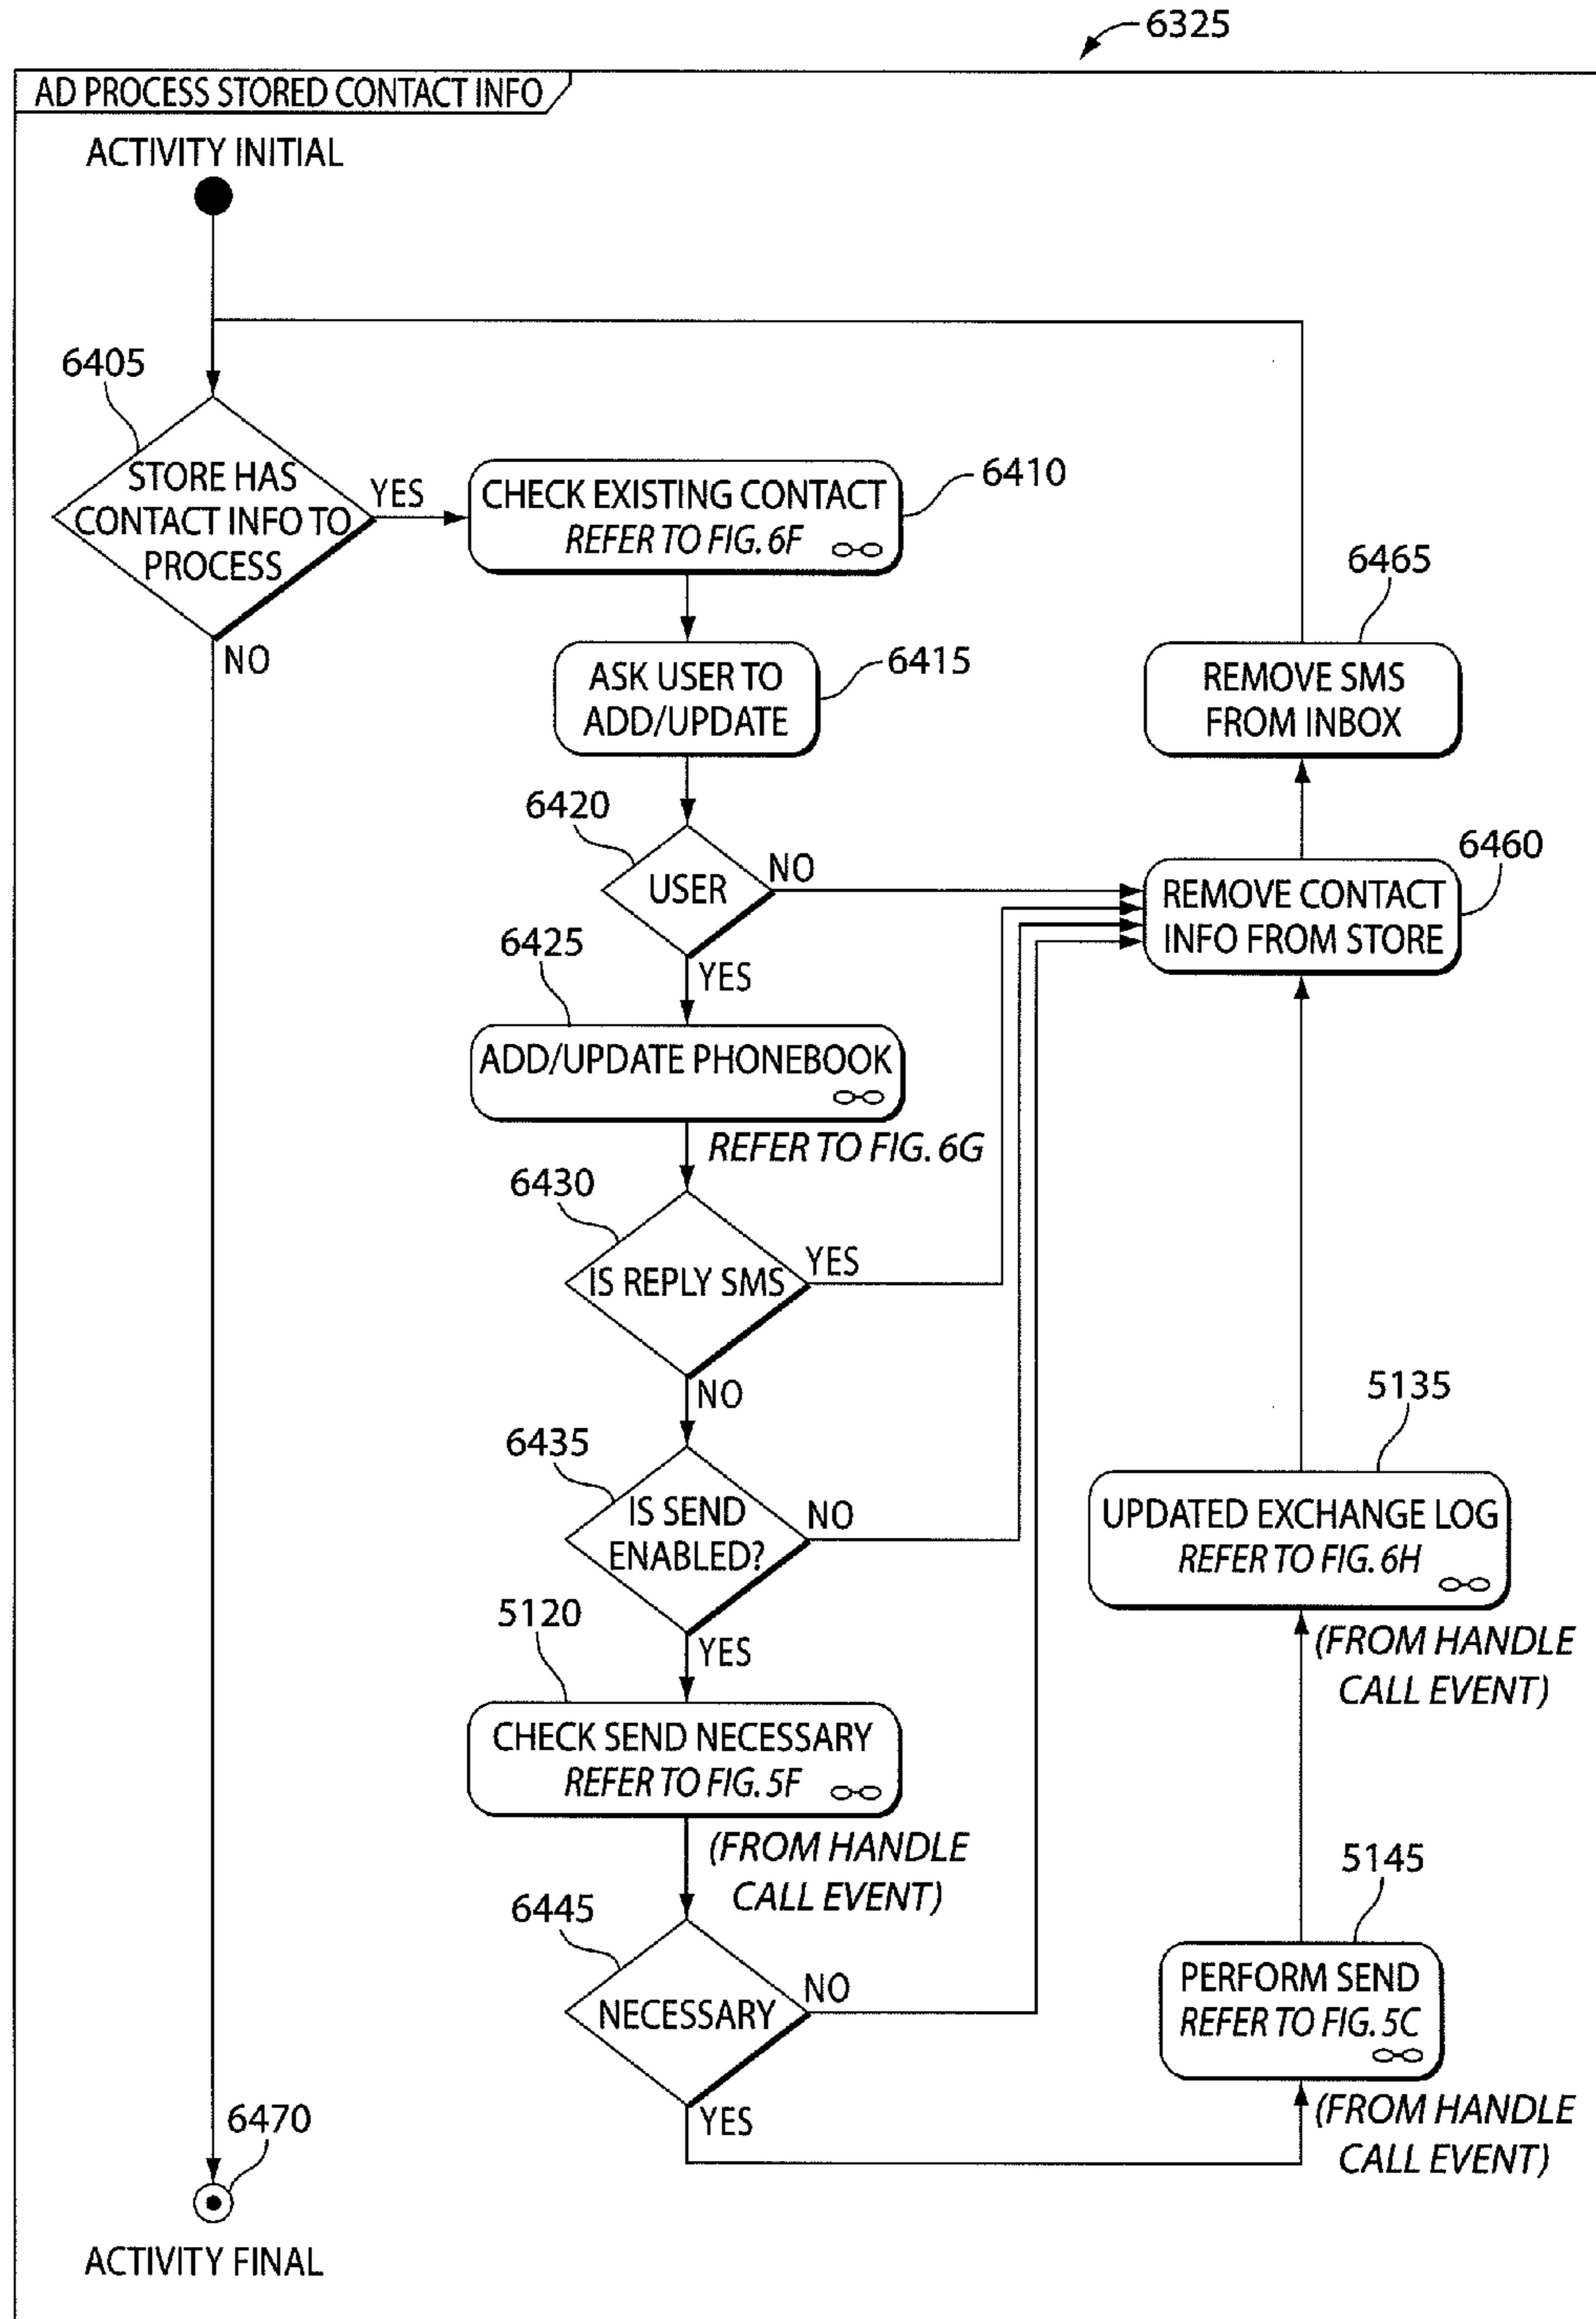 6325
AD PROCESS STORED CONTACT INFO
ACTIVITY INITIAL
6405
STORE HAS
CONTACT INFO TO
PROCESS
YES
NO
CHECK EXISTING CONTACT
REFER TO FIG. 6F
6410
ASK USER TO
ADD/UPDATE
6415
6420
USER
NO
YES
6425
ADD/UPDATE PHONEBOOK
REFER TO FIG. 6G
6430
IS REPLY SMS
YES
NO
6435
IS SEND
ENABLED?
NO
YES
5120
CHECK SEND NECESSARY
REFER TO FIG. 5F
(FROM HANDLE
CALL EVENT)
6445
NECESSARY
NO
YES
6465
REMOVE SMS
FROM INBOX
6460
REMOVE CONTACT
INFO FROM STORE
5135
UPDATED EXCHANGE LOG
REFER TO FIG. 6H
(FROM HANDLE
CALL EVENT)
5145
PERFORM SEND
REFER TO FIG. 5C
(FROM HANDLE
CALL EVENT)
6470
ACTIVITY FINAL